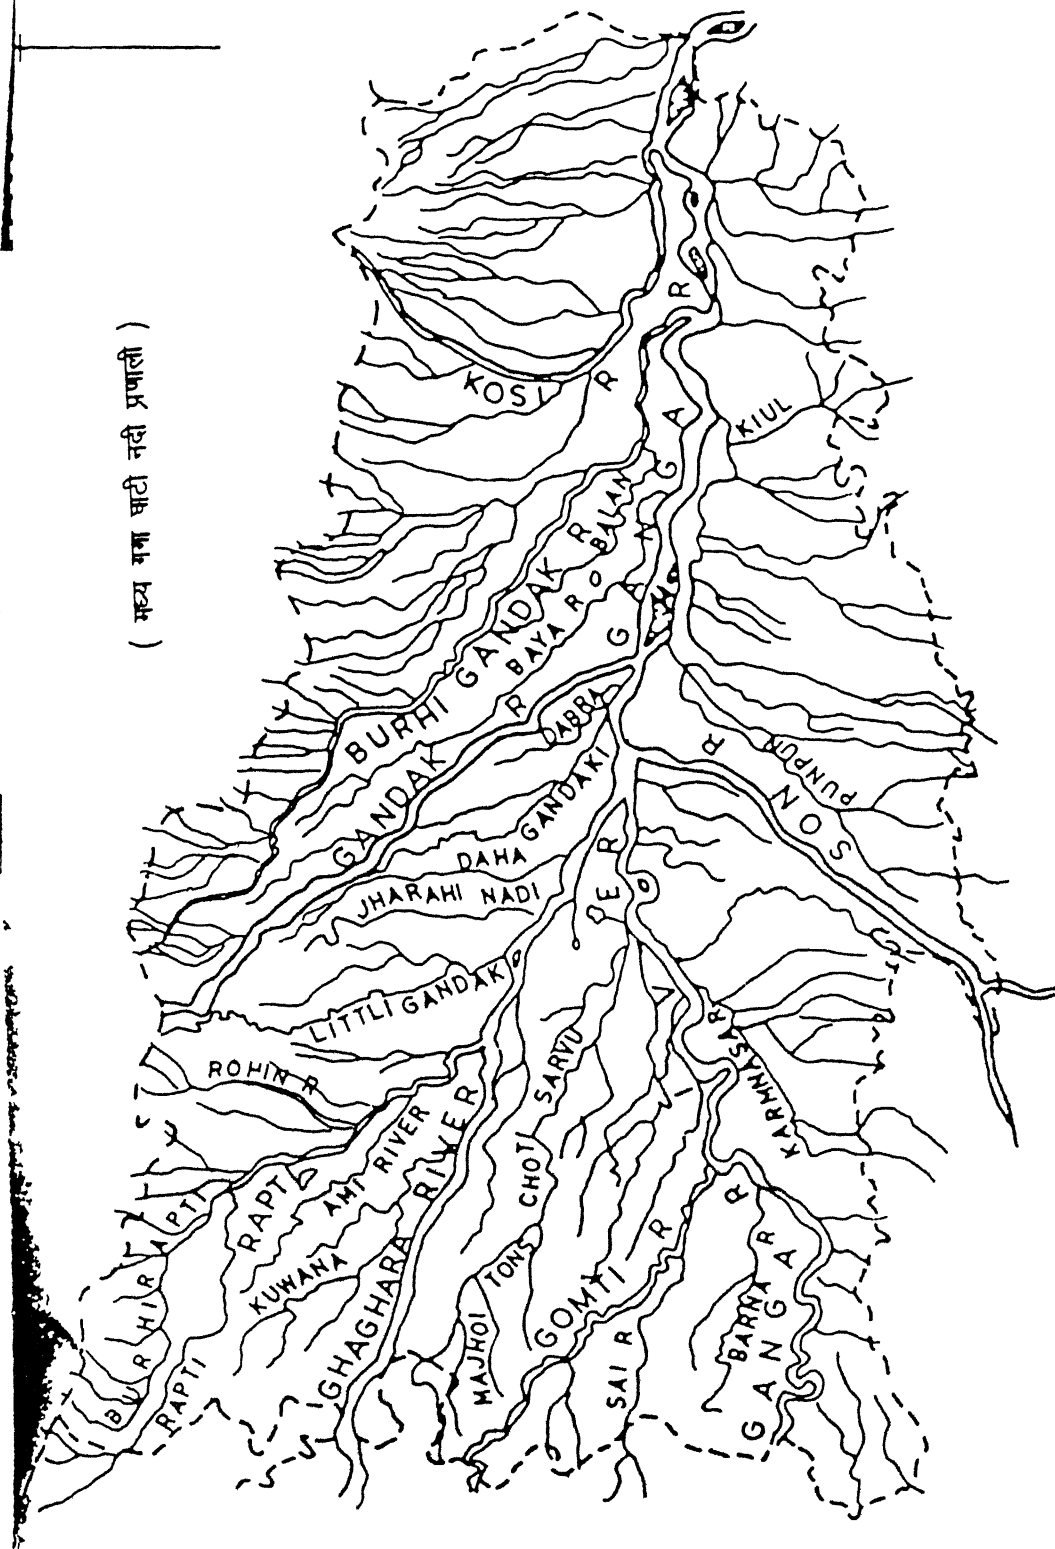 ( मध्य गंगा घाटी नदी प्रणाली )
KOSI R
KIUL
GANGA R
BALAN R
BURHI GANDAK R
BAYA R
GANDAK R
DABRA
GANDAKI
DAHA
JHARAHI NADI
LITTLI GANDAK
ROHIN R
PUNPUN
SON R
RIVER
KARMNASA R
SARYU
CHOTI
TONS
MAJHOI
AMI RIVER
RAPTI
KUWANA
GHAGHARA RIVER
BURHI RAPTI
RAPTI
GOMTI R
SAI R
BARNA R
GANGA R